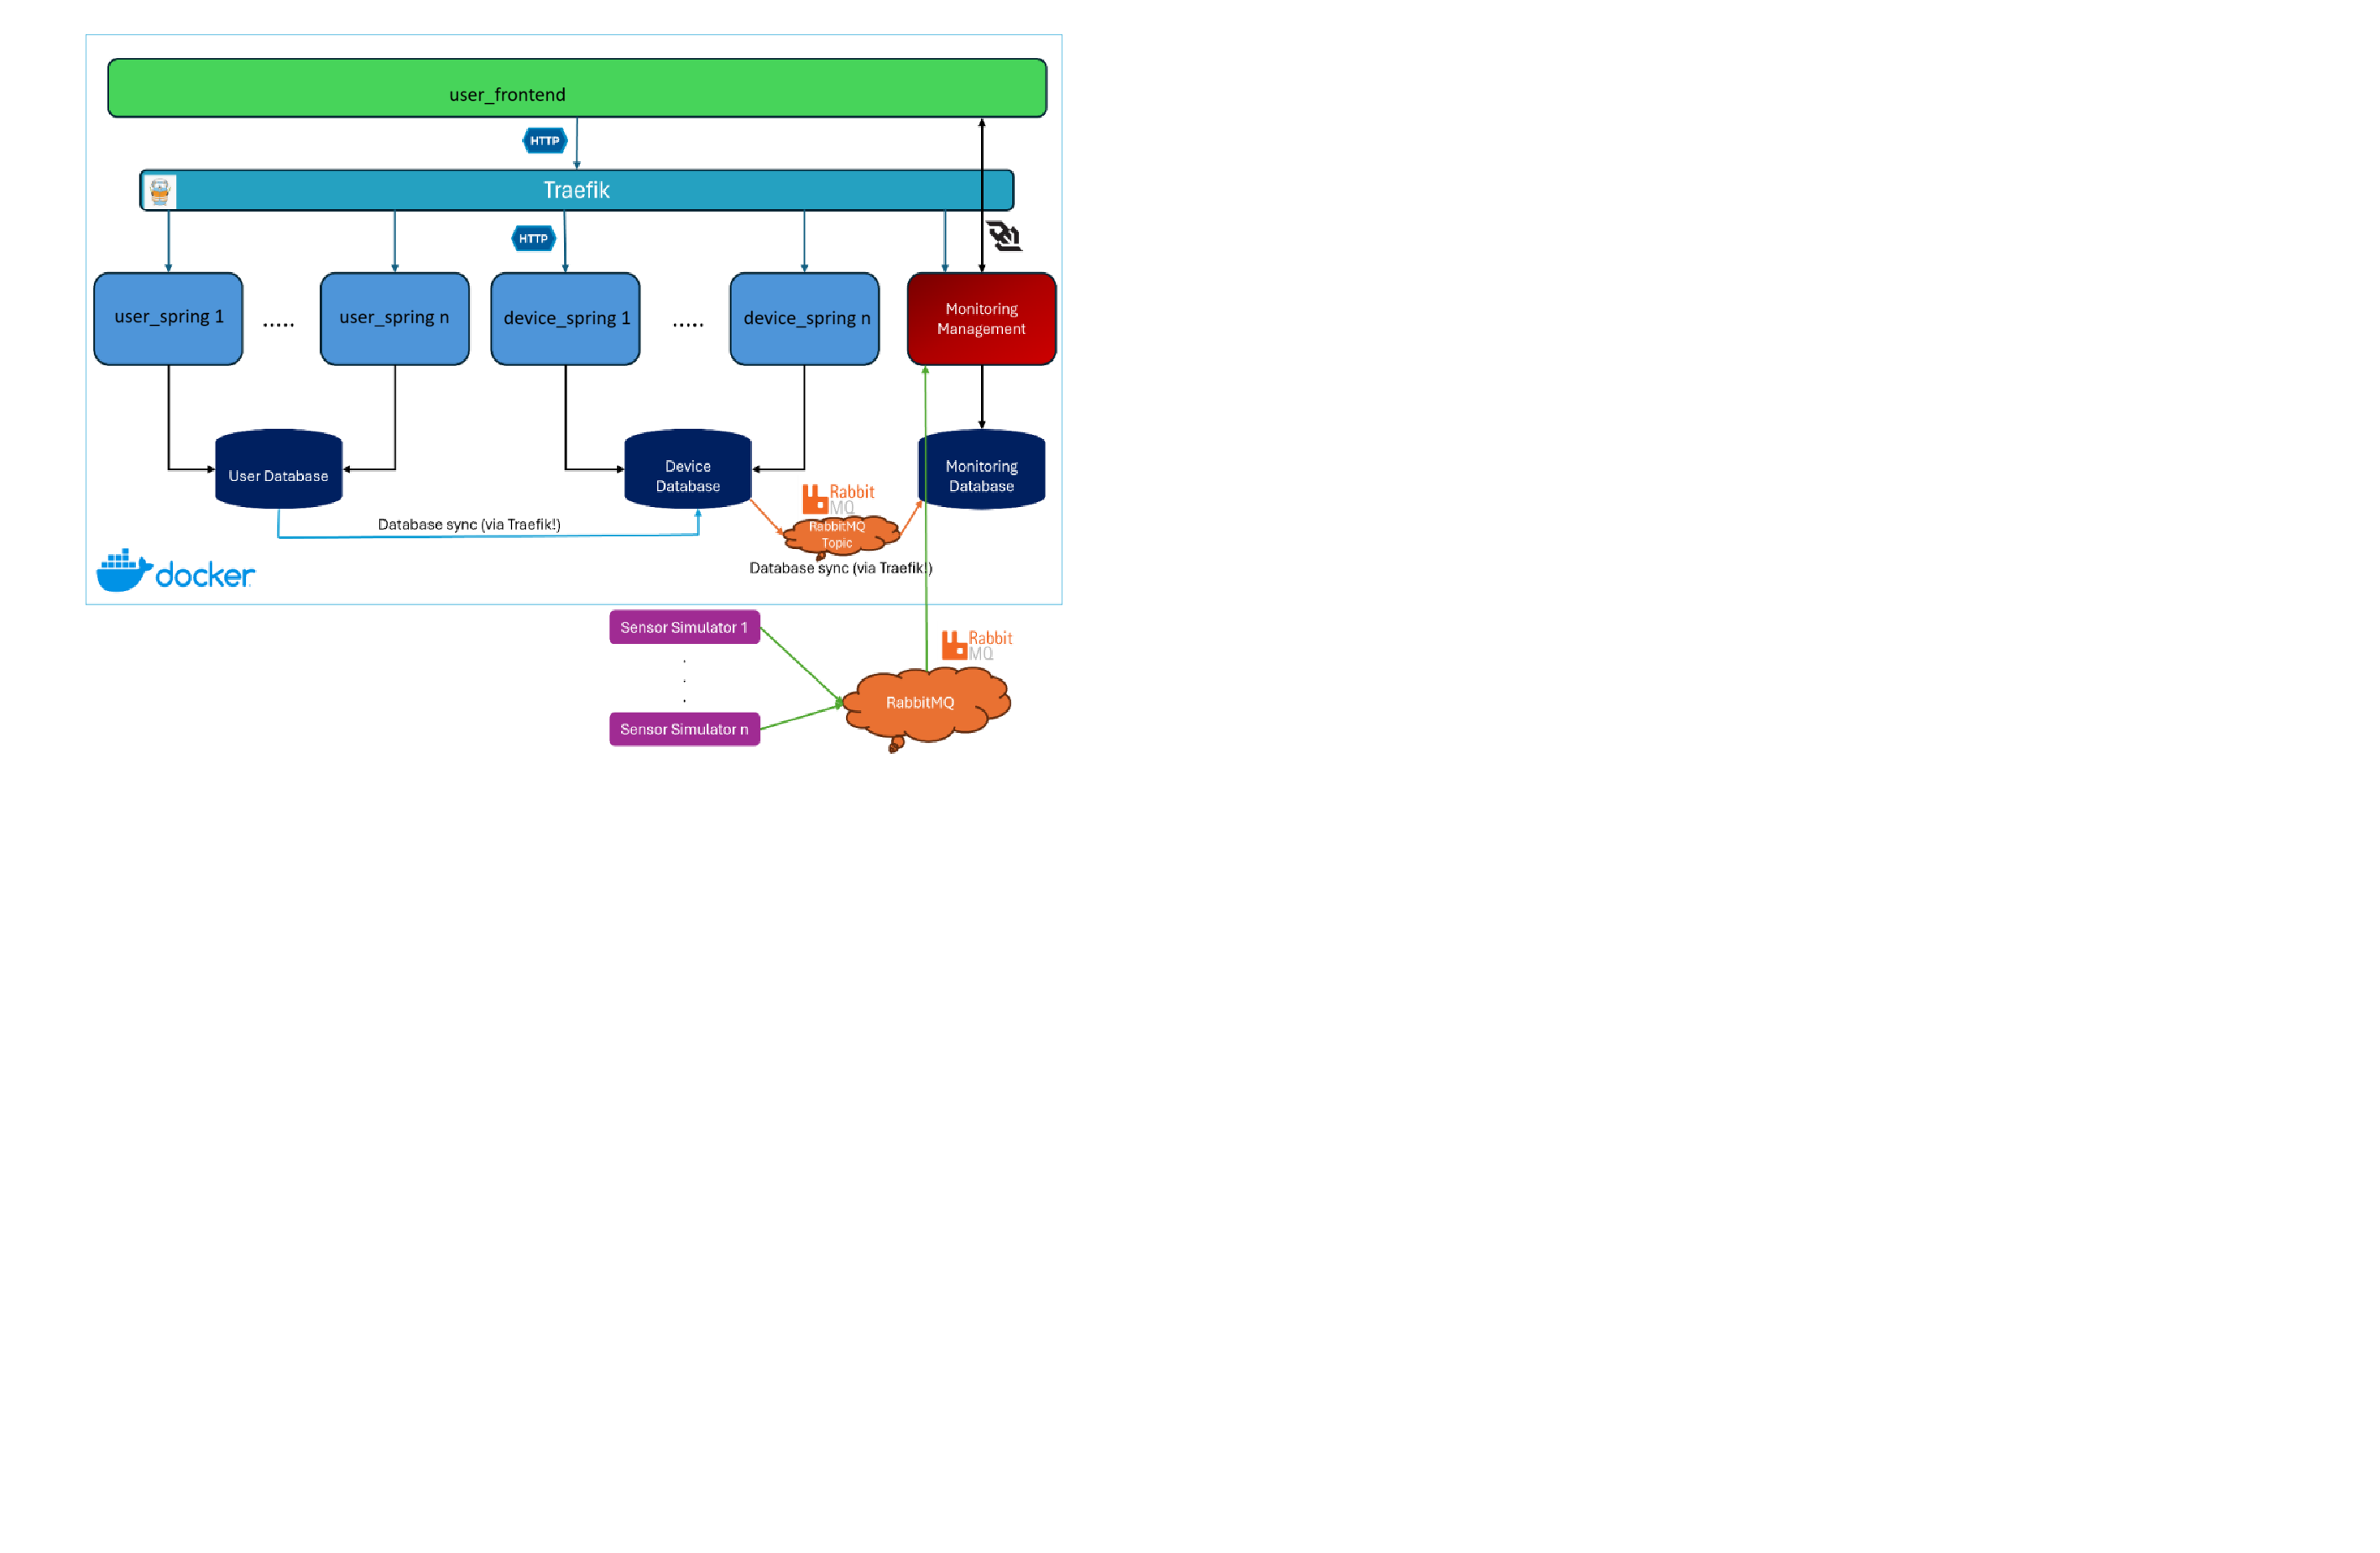 user_frontend
HTTP
Traefik
HTTP
user_spring 1
.....
user_spring n
device_spring 1
.....
device_spring n
Monitoring
Management
User Database
Device
Database
Monitoring
Database
Rabbit
MQ
RabbitMQ
Topic
Database sync (via Traefik!)
Database sync (via Traefik!)
docker
Sensor Simulator 1
.
.
.
Sensor Simulator n
Rabbit
MQ
RabbitMQ